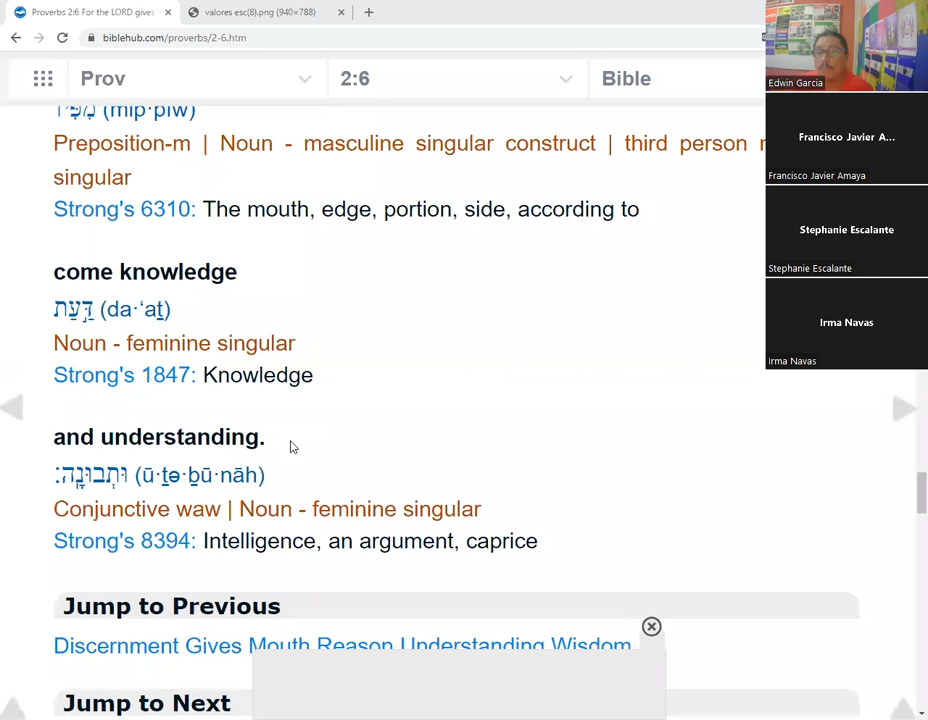 Proverbs 2:6 For the LORD gives
valores esc(8).png (940×788)
biblehub.com/proverbs/2-6.htm
Edwin Garcia
Prov
2:6
Bible
מִ֝פִּ֗יו (mip·pîw)
Preposition-m | Noun - masculine singular construct | third person
singular
Strong's 6310: The mouth, edge, portion, side, according to
Francisco Javier A...
Francisco Javier Amaya
Stephanie Escalante
Stephanie Escalante
come knowledge
דַּ֣עַת (da·‘aṯ)
Noun - feminine singular
Strong's 1847: Knowledge
Irma Navas
Irma Navas
and understanding.
וּתְבוּנָֽה׃ (ū·ṯə·ḇū·nāh)
Conjunctive waw | Noun - feminine singular
Strong's 8394: Intelligence, an argument, caprice
Jump to Previous
Discernment Gives Mouth Reason Understanding Wisdom
Jump to Next